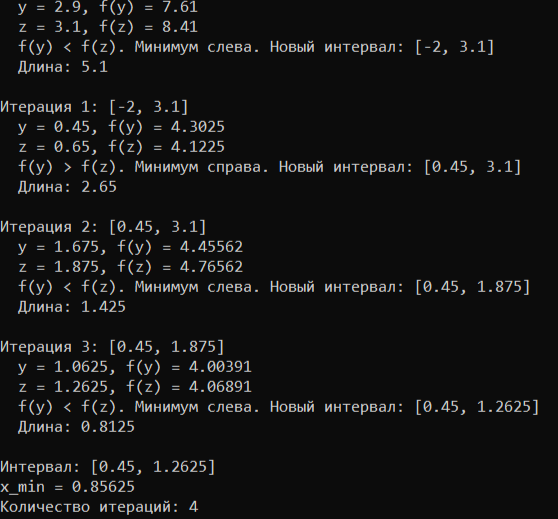 y = 2.9, f(y) = 7.61
z = 3.1, f(z) = 8.41
f(y) < f(z). Минимум слева. Новый интервал: [-2, 3.1]
Длина: 5.1
Итерация 1: [-2, 3.1]
y = 0.45, f(y) = 4.3025
z = 0.65, f(z) = 4.1225
f(y) > f(z). Минимум справа. Новый интервал: [0.45, 3.1]
Длина: 2.65
Итерация 2: [0.45, 3.1]
y = 1.675, f(y) = 4.45562
z = 1.875, f(z) = 4.76562
f(y) < f(z). Минимум слева. Новый интервал: [0.45, 1.875]
Длина: 1.425
Итерация 3: [0.45, 1.875]
y = 1.0625, f(y) = 4.00391
z = 1.2625, f(z) = 4.06891
f(y) < f(z). Минимум слева. Новый интервал: [0.45, 1.2625]
Длина: 0.8125
Интервал: [0.45, 1.2625]
x_min = 0.85625
Количество итераций: 4